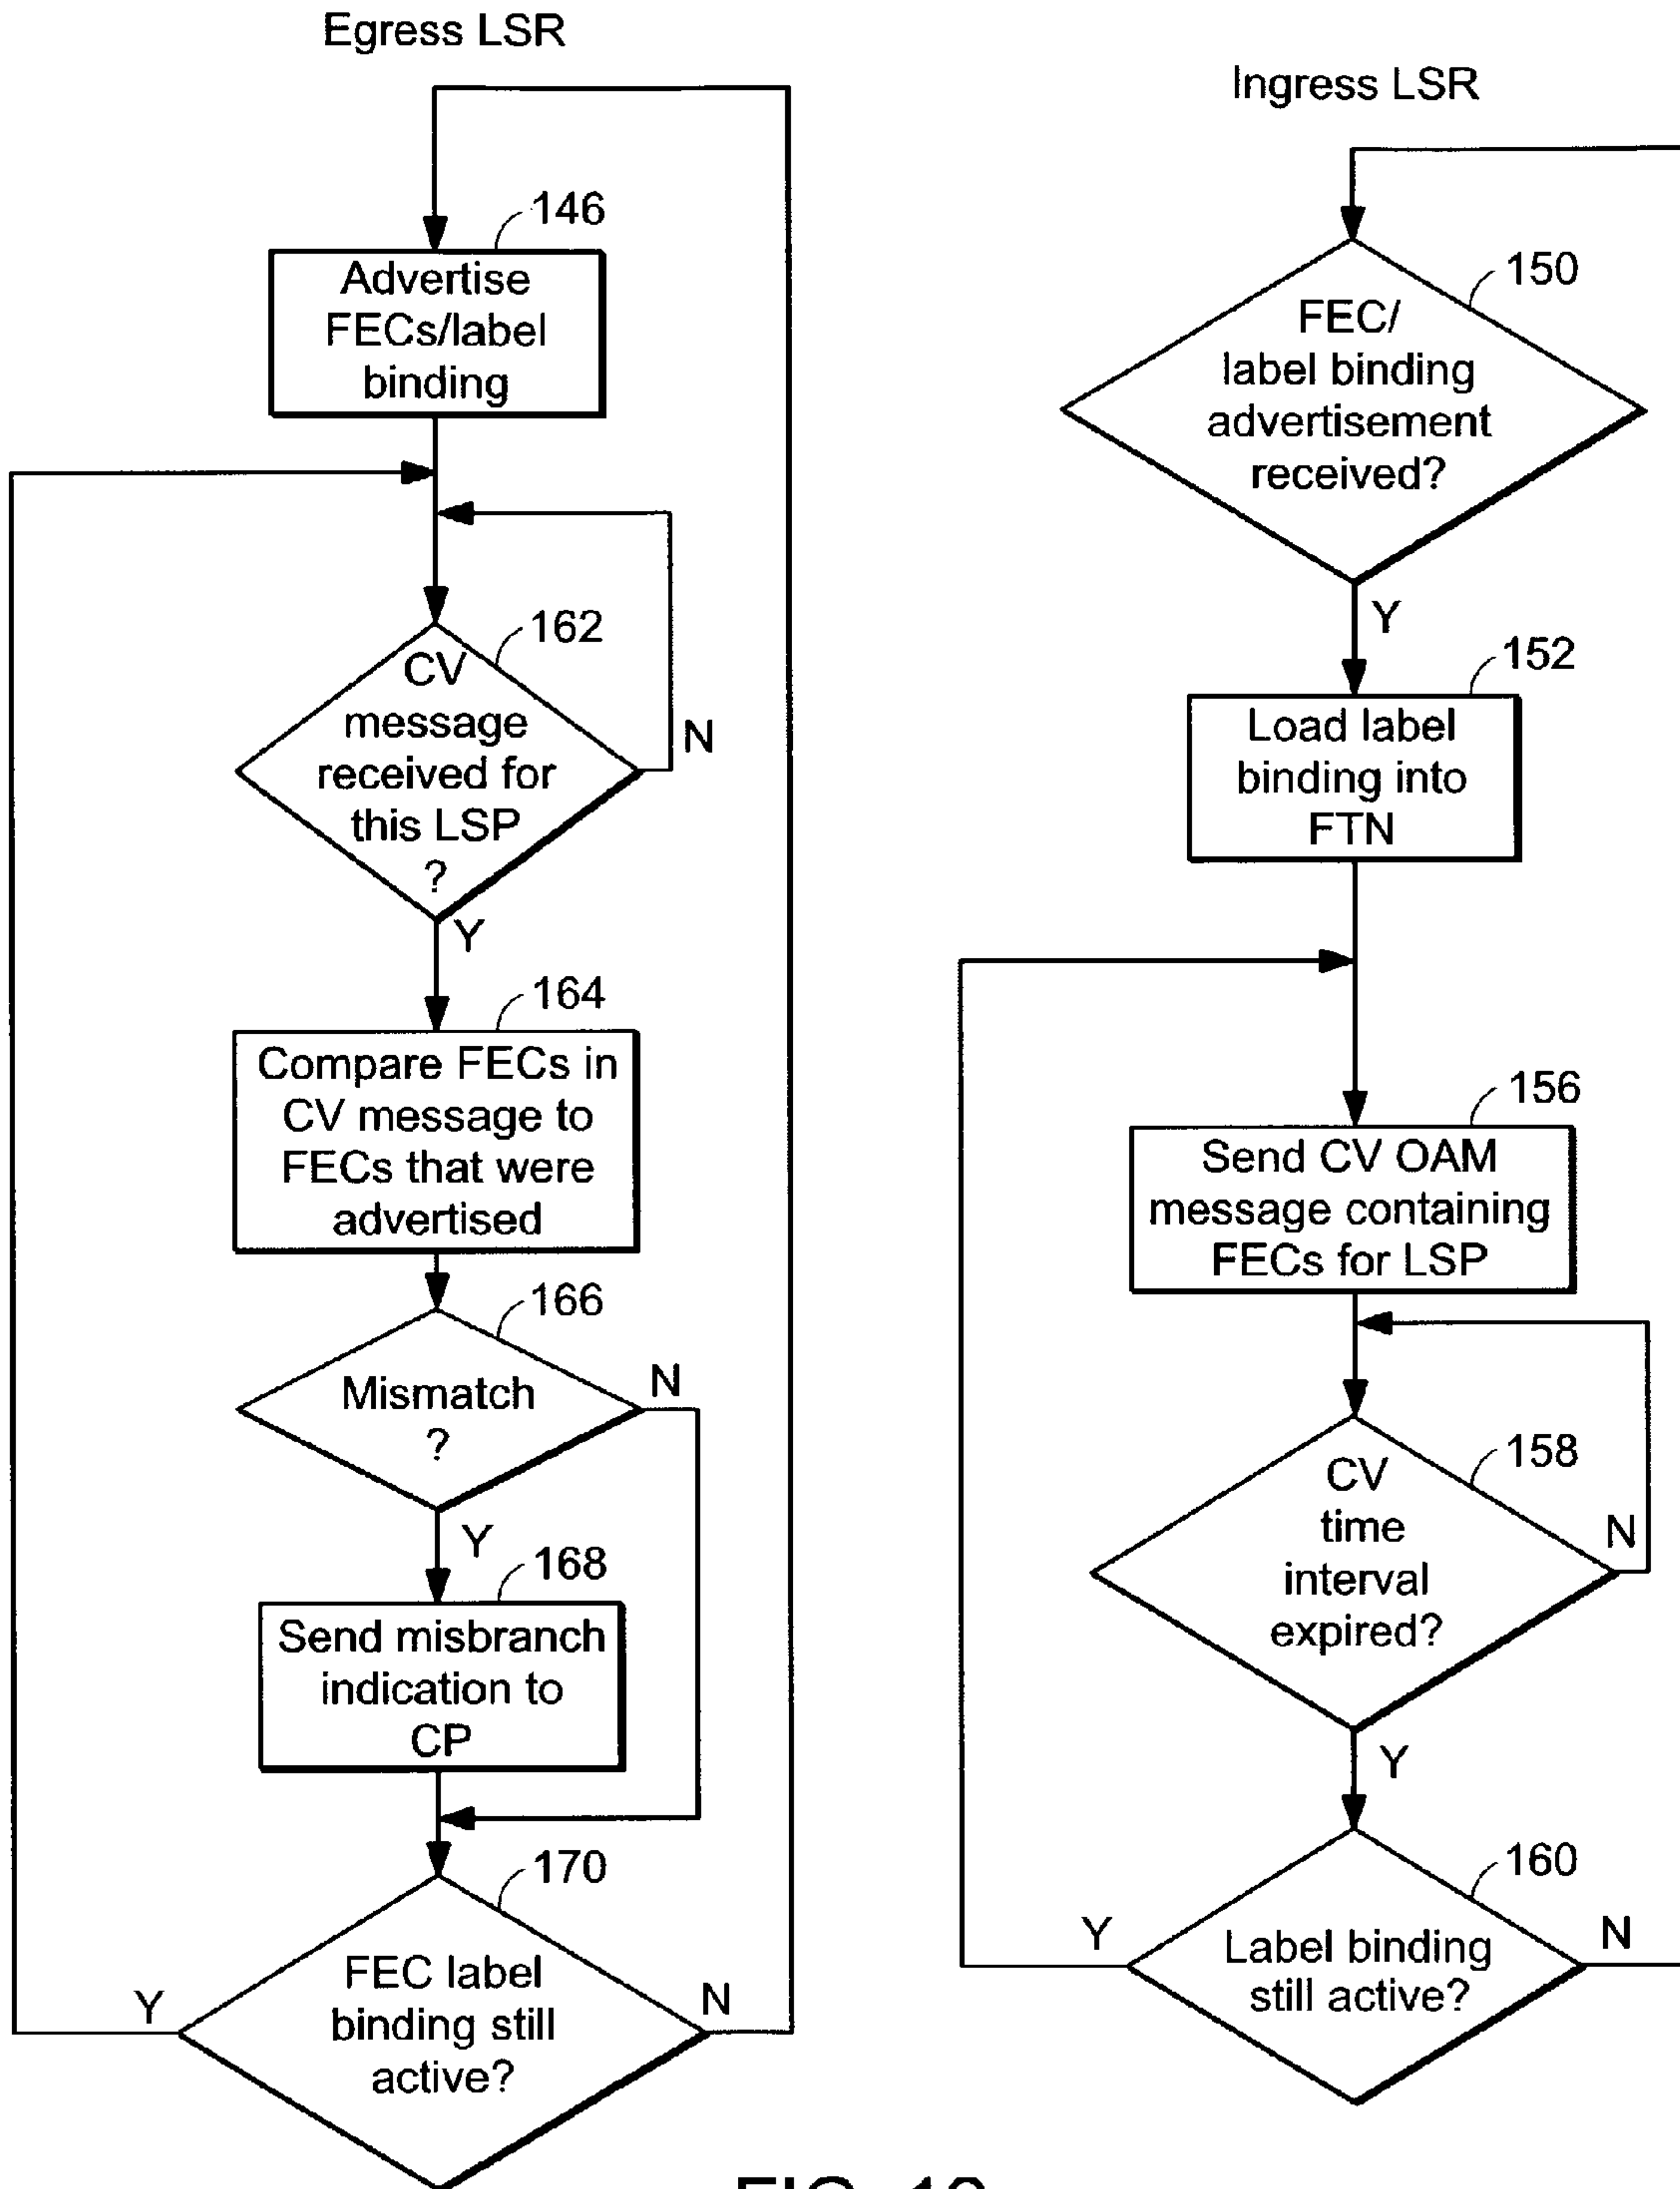 Egress LSR
146
Advertise
FECs/label
binding
162
CV
message
received for
this LSP
?
N
Y
164
Compare FECs in
CV message to
FECs that were
advertised
166
Mismatch
?
N
Y
168
Send misbranch
indication to
CP
170
FEC label
binding still
active?
Y
N
Ingress LSR
150
FEC/
label binding
advertisement
received?
Y
152
Load label
binding into
FTN
156
Send CV OAM
message containing
FECs for LSP
158
CV
time
interval
expired?
N
Y
160
Label binding
still active?
Y
N